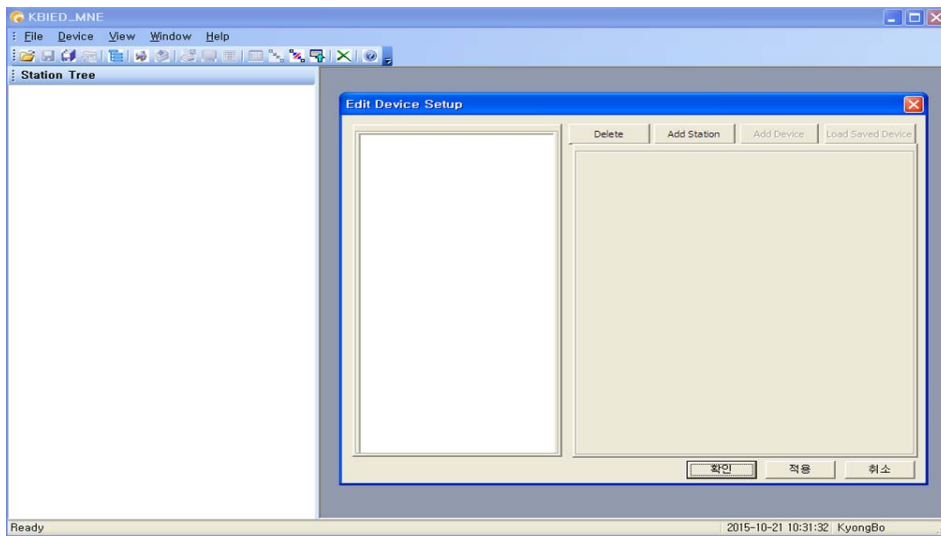 KBIED_MNE
File Device View Window Help
Station Tree
Edit Device Setup
Delete Add Station Add Device Load Saved Device
확인 적용 취소
Ready 2015-10-21 10:31:32 KyongBo